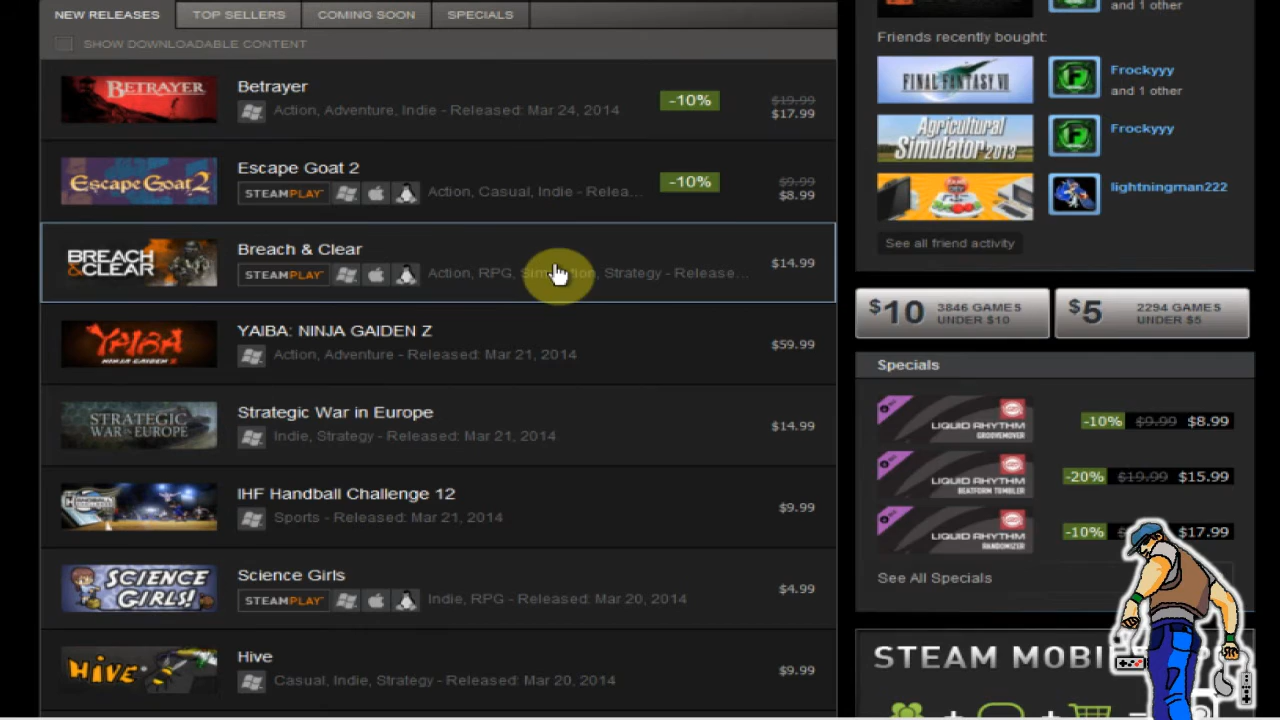 NEW RELEASES TOP SELLERS COMING SOON SPECIALS
SHOW DOWNLOADABLE CONTENT
BETRAYER
Betrayer
Action, Adventure, Indie - Released: Mar 24, 2014
-10%
$19.99
$17.99
Escape Goat 2
Escape Goat 2
STEAMPLAY
Action, Casual, Indie - Relea...
-10%
$9.99
$8.99
BREACH & CLEAR
Breach & Clear
STEAMPLAY
Action, RPG, Simulation, Strategy - Release...
$14.99
YAIBA
NINJA GAIDEN Z
YAIBA: NINJA GAIDEN Z
Action, Adventure - Released: Mar 21, 2014
$59.99
STRATEGIC
WAR IN EUROPE
Strategic War in Europe
Indie, Strategy - Released: Mar 21, 2014
$14.99
IHF Handball Challenge 12
Sports - Released: Mar 21, 2014
$9.99
SCIENCE
GIRLS!
Science Girls
STEAMPLAY
Indie, RPG - Released: Mar 20, 2014
$4.99
HIVE
Hive
Casual, Indie, Strategy - Released: Mar 20, 2014
$9.99
and 1 other
Friends recently bought:
FINAL FANTASY VII
Frockyyy
and 1 other
Agricultural
Simulator 2013
Frockyyy
lightningman222
See all friend activity
$10 3846 GAMES
UNDER $10
$5 2294 GAMES
UNDER $5
Specials
LIQUID RHYTHM
GROOVEMOVER
-10% $9.99 $8.99
LIQUID RHYTHM
BEATFORM TUMBLER
-20% $19.99 $15.99
LIQUID RHYTHM
RANDOMIZER
-10% $17.99
See All Specials
STEAM MOBI